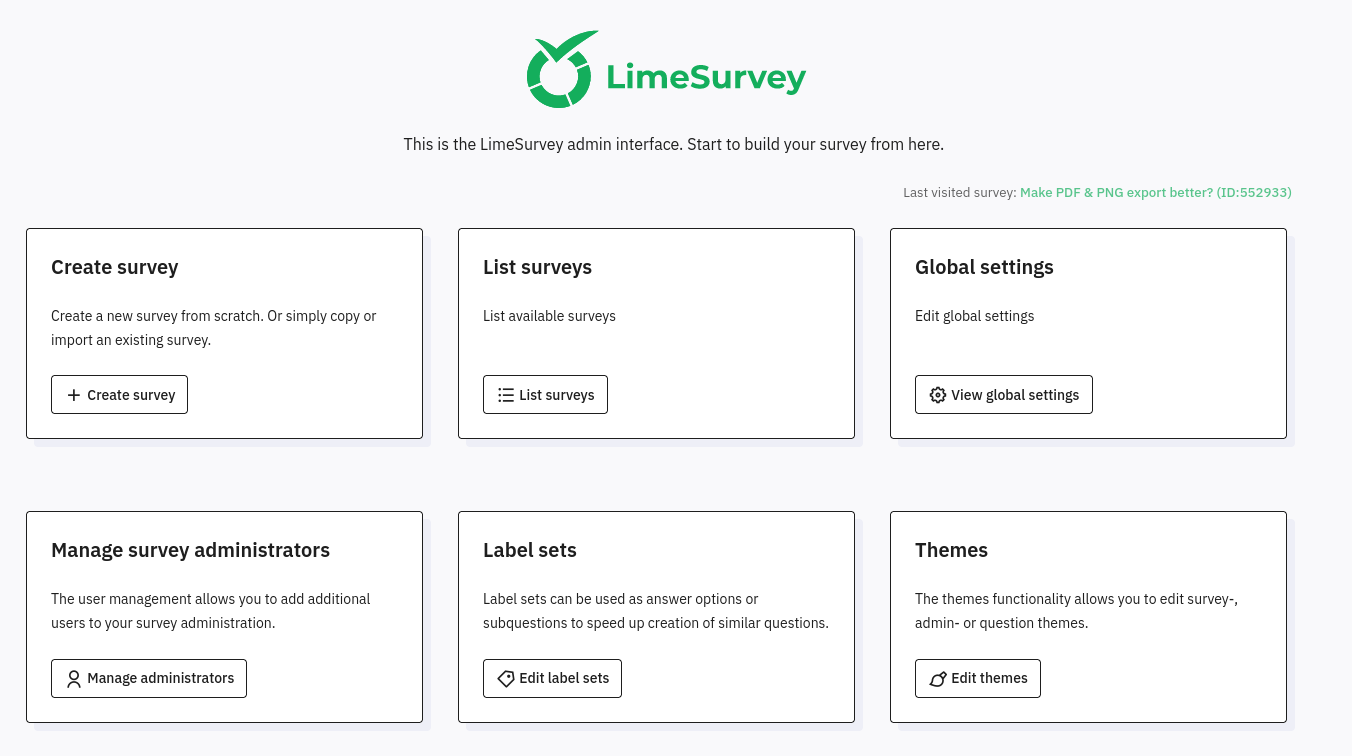 LimeSurvey
This is the LimeSurvey admin interface. Start to build your survey from here.
Last visited survey: Make PDF & PNG export better? (ID:552933)
Create survey
Create a new survey from scratch. Or simply copy or
import an existing survey.
Create survey
List surveys
List available surveys
List surveys
Global settings
Edit global settings
View global settings
Manage survey administrators
The user management allows you to add additional
users to your survey administration.
Manage administrators
Label sets
Label sets can be used as answer options or
subquestions to speed up creation of similar questions.
Edit label sets
Themes
The themes functionality allows you to edit survey-,
admin- or question themes.
Edit themes